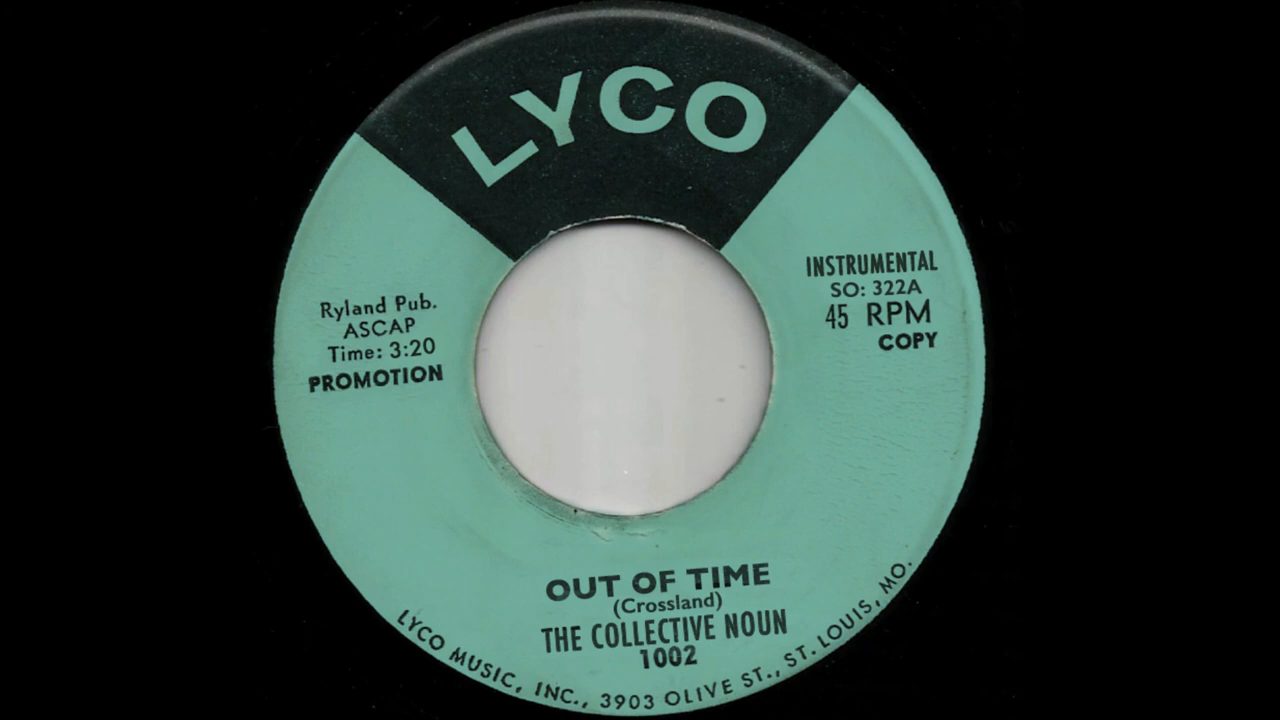 LYCO
Ryland Pub.
ASCAP
Time: 3:20
PROMOTION
INSTRUMENTAL
SO: 322A
45 RPM
COPY
OUT OF TIME
(Crossland)
THE COLLECTIVE NOUN
1002
LYCO MUSIC, INC., 3903 OLIVE ST., ST. LOUIS, MO.